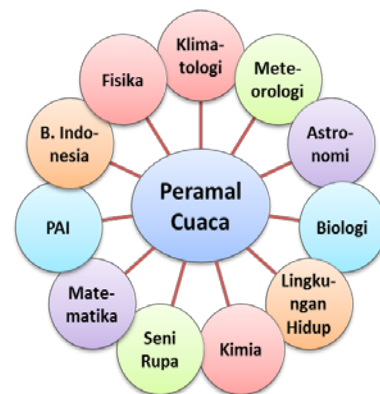 Klima-
tologi
Mete-
orologi
Astro-
nomi
Biologi
Lingku-
ngan
Hidup
Kimia
Seni
Rupa
Mate-
matika
PAI
B. Indo-
nesia
Fisika
Peramal
Cuaca